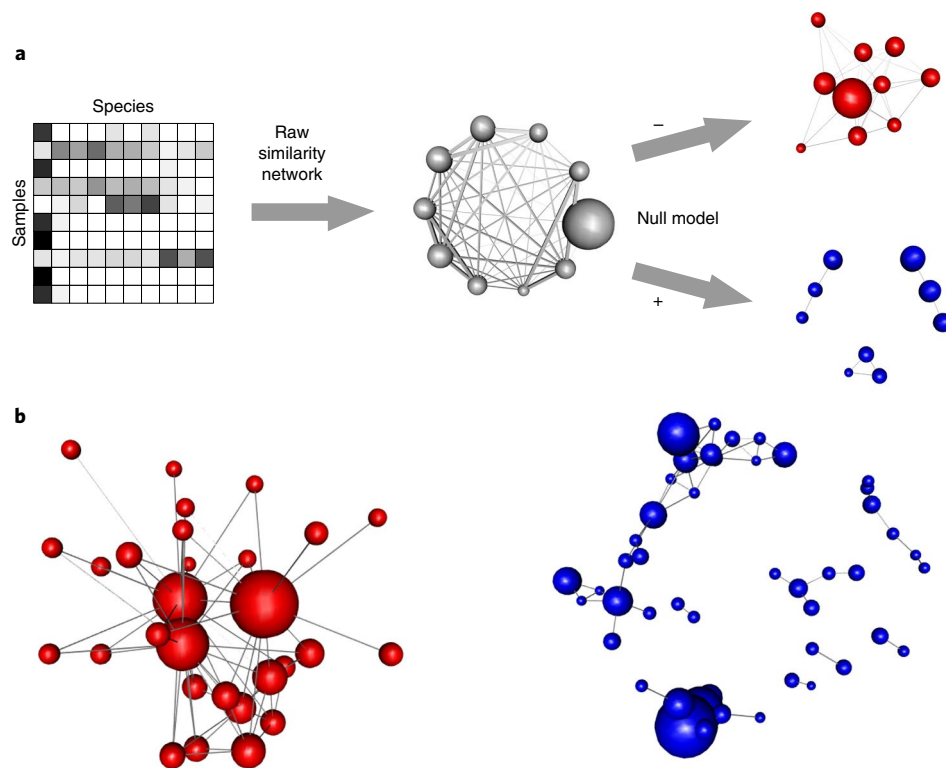 a
Species
Samples
Raw
similarity
network
−
Null model
+
b